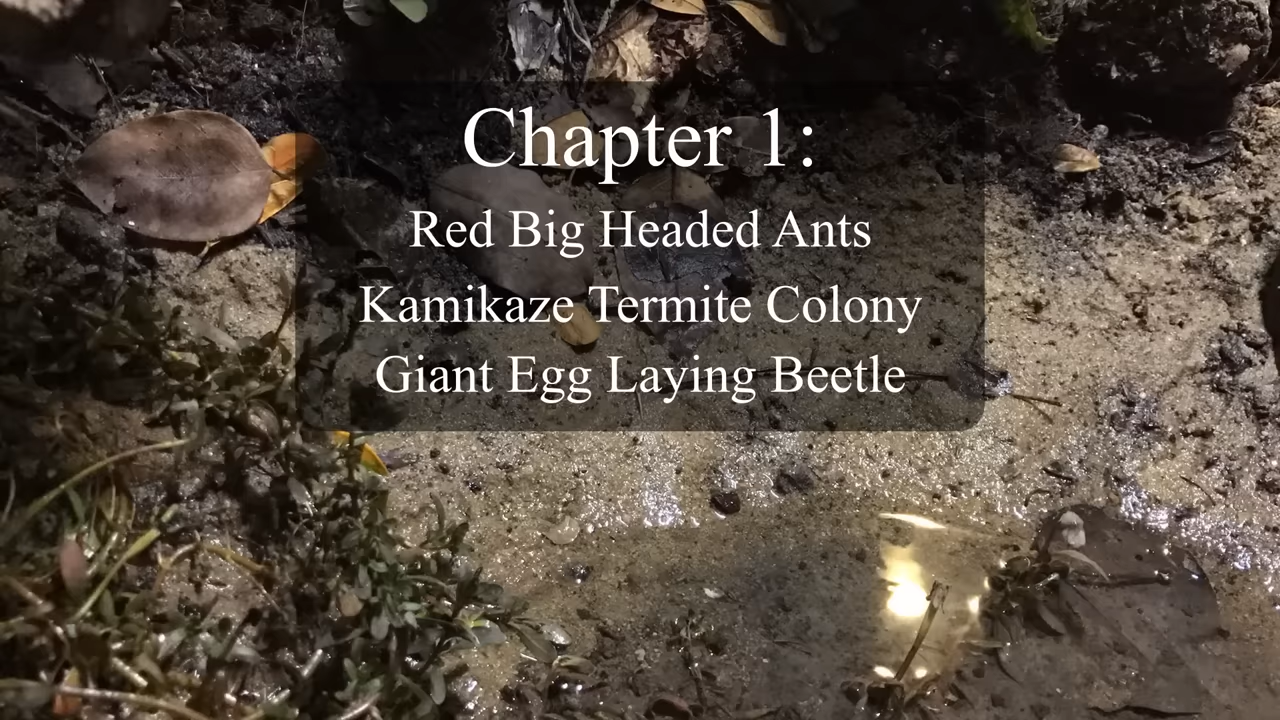 Chapter 1:
Red Big Headed Ants
Kamikaze Termite Colony
Giant Egg Laying Beetle